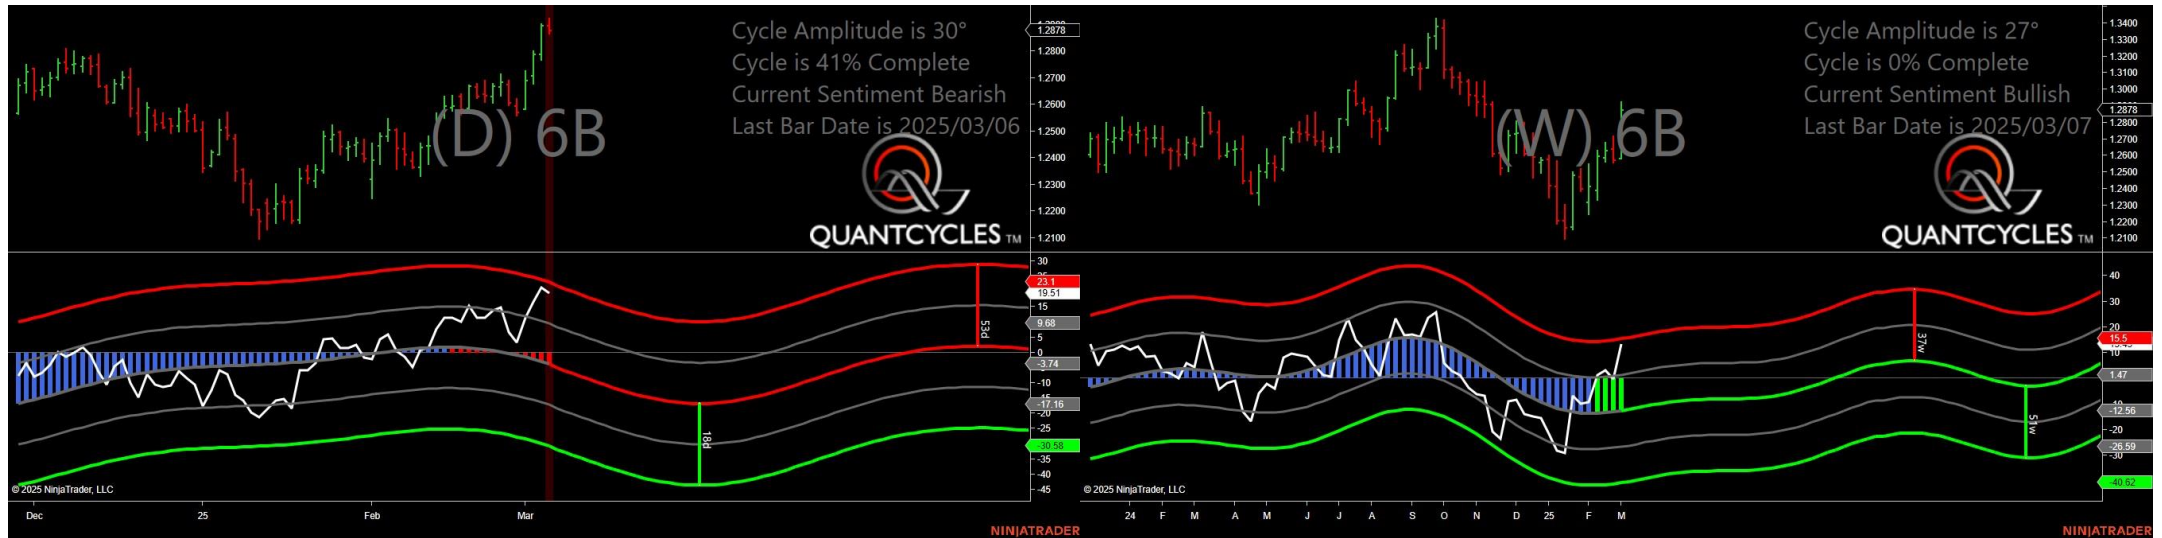 Cycle Amplitude is 30°
Cycle is 41% Complete
Current Sentiment Bearish
Last Bar Date is 2025/03/06
(D) 6B
QUANTCYCLES TM
1.2878
1.2800
1.2700
1.2600
1.2500
1.2400
1.2300
1.2200
1.2100
30
23.1
19.51
15
9.68
5
0
-3.74
-10
-17.16
-20
-25
-30.58
-35
-40
-45
53d
18d
© 2025 NinjaTrader, LLC
Dec
25
Feb
Mar
NINJATRADER
Cycle Amplitude is 27°
Cycle is 0% Complete
Current Sentiment Bullish
Last Bar Date is 2025/03/07
(W) 6B
QUANTCYCLES TM
1.3400
1.3300
1.3200
1.3100
1.3000
1.2878
1.2800
1.2700
1.2600
1.2500
1.2400
1.2300
1.2200
1.2100
40
30
20
15.5
10
1.47
-12.56
-20
-26.59
-30
-40.62
37w
51w
© 2025 NinjaTrader, LLC
24
F
M
A
M
J
J
A
S
O
N
D
25
F
M
NINJATRADER